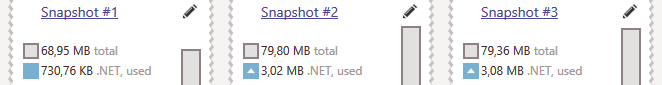 Snapshot #1
68,95 MB total
730,76 KB .NET, used
Snapshot #2
79,80 MB total
3,02 MB .NET, used
Snapshot #3
79,36 MB total
3,08 MB .NET, used